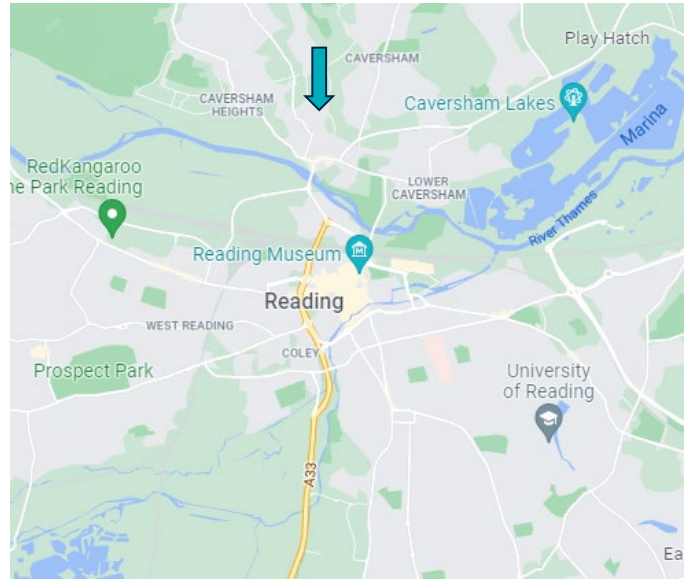 Play Hatch
CAVERSHAM
CAVERSHAM
HEIGHTS
Caversham Lakes
Marina
RedKangaroo
ne Park Reading
LOWER
CAVERSHAM
River Thames
Reading Museum
Reading
WEST READING
COLEY
Prospect Park
University
of Reading
A33
Ea